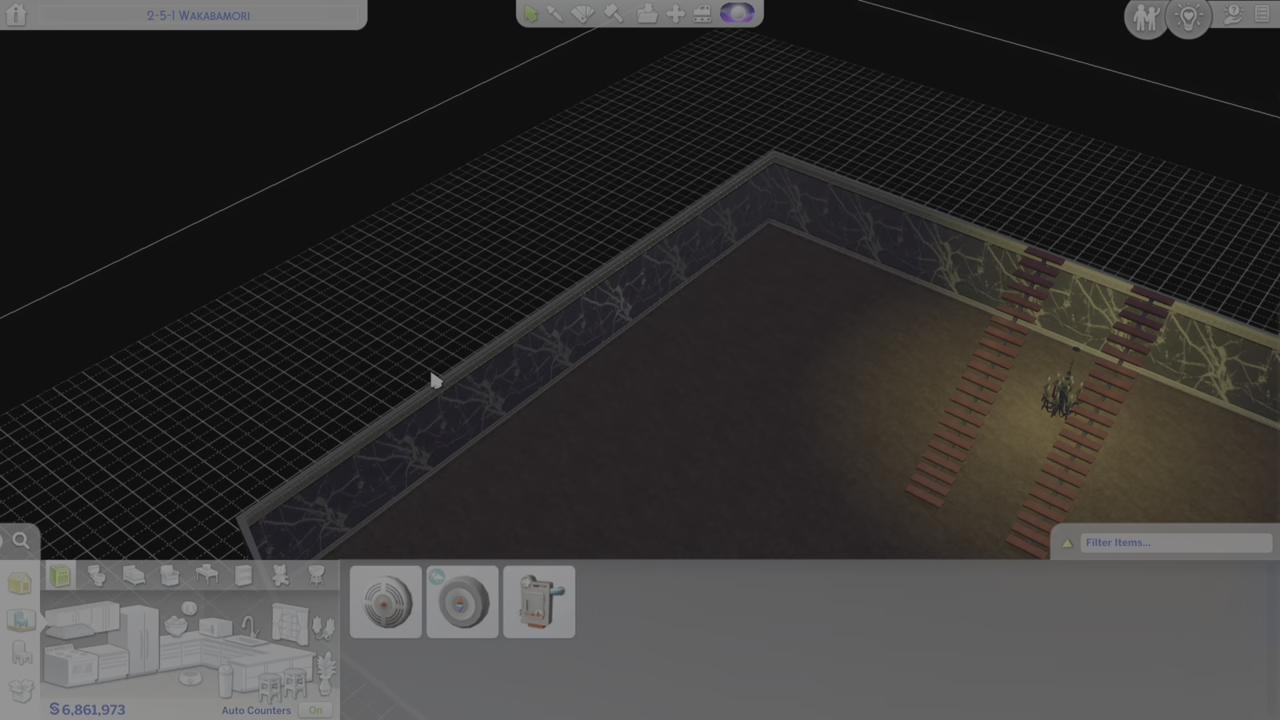 2-5-1 Wakabamori
Filter Items...
§6,861,973
Auto Counters
On